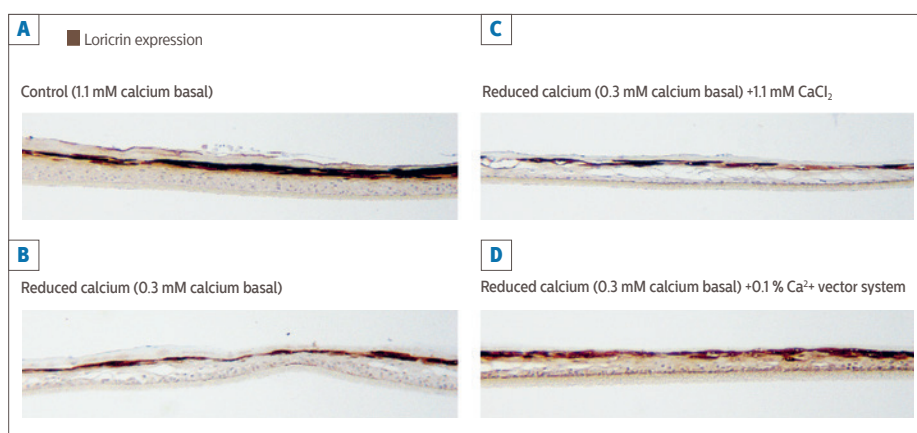 A
Loricrin expression
Control (1.1 mM calcium basal)
B
Reduced calcium (0.3 mM calcium basal)
C
Reduced calcium (0.3 mM calcium basal) +1.1 mM CaCl₂
D
Reduced calcium (0.3 mM calcium basal) +0.1 % Ca²+ vector system